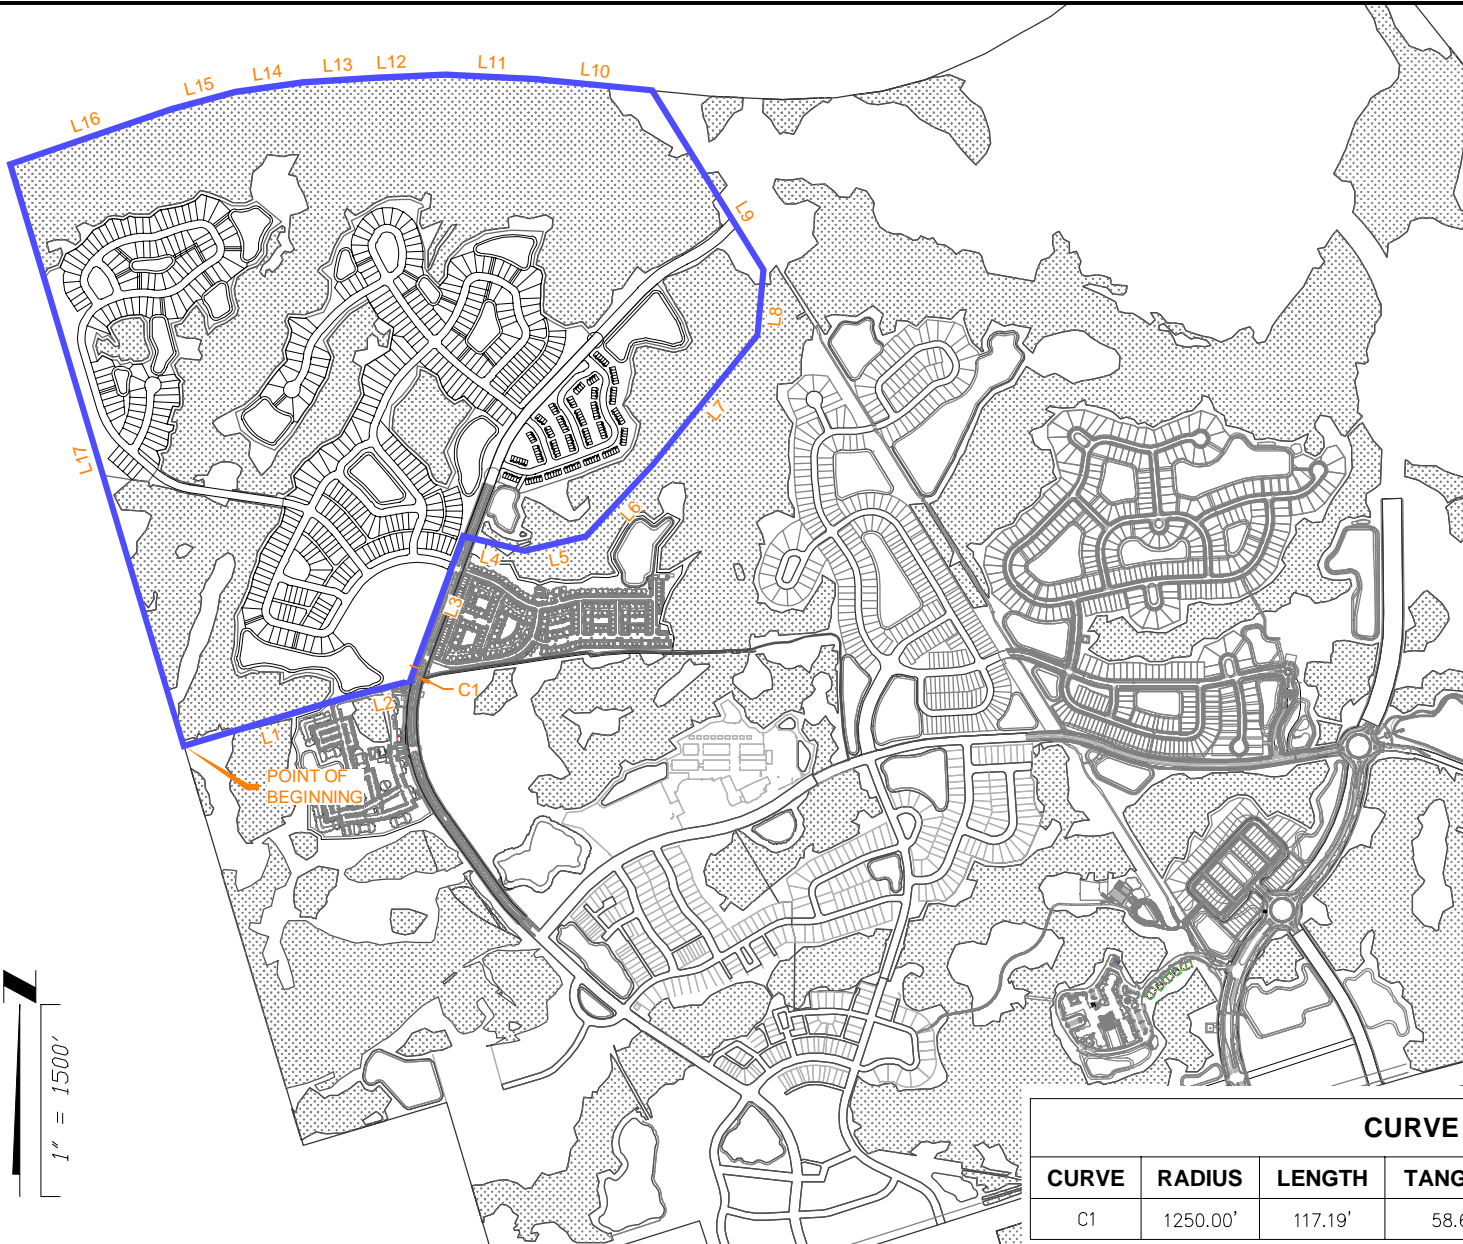 L10
L11
L12
L13
L14
L15
L16
L9
L8
L7
L17
L6
L5
L4
L3
C1
L2
L1
POINT OF
BEGINNING
1" = 1500'
CURVE
CURVE RADIUS LENGTH
C1 1250.00' 117.19'